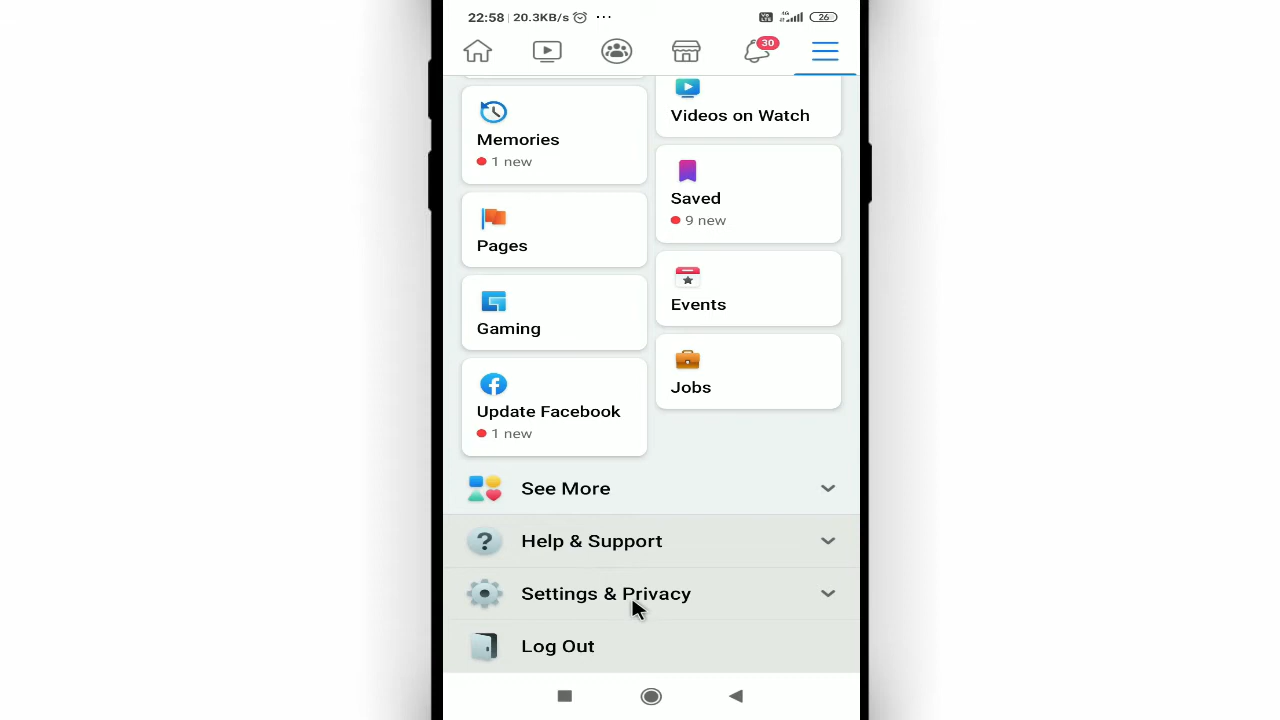 22:58 20.3KB/s ...
26
30
Memories
1 new
Videos on Watch
Saved
9 new
Pages
Events
Gaming
Jobs
Update Facebook
1 new
See More
Help & Support
Settings & Privacy
Log Out